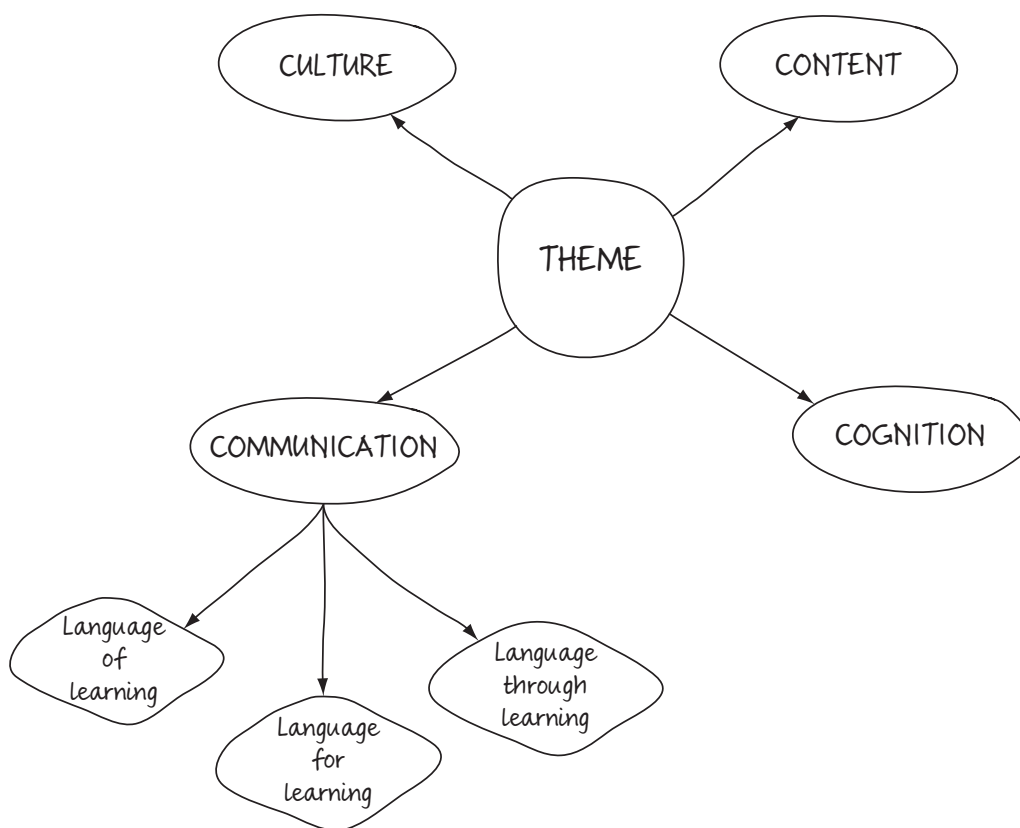 CULTURE
CONTENT
THEME
COMMUNICATION
COGNITION
Language
of
learning
Language
for
learning
Language
through
learning